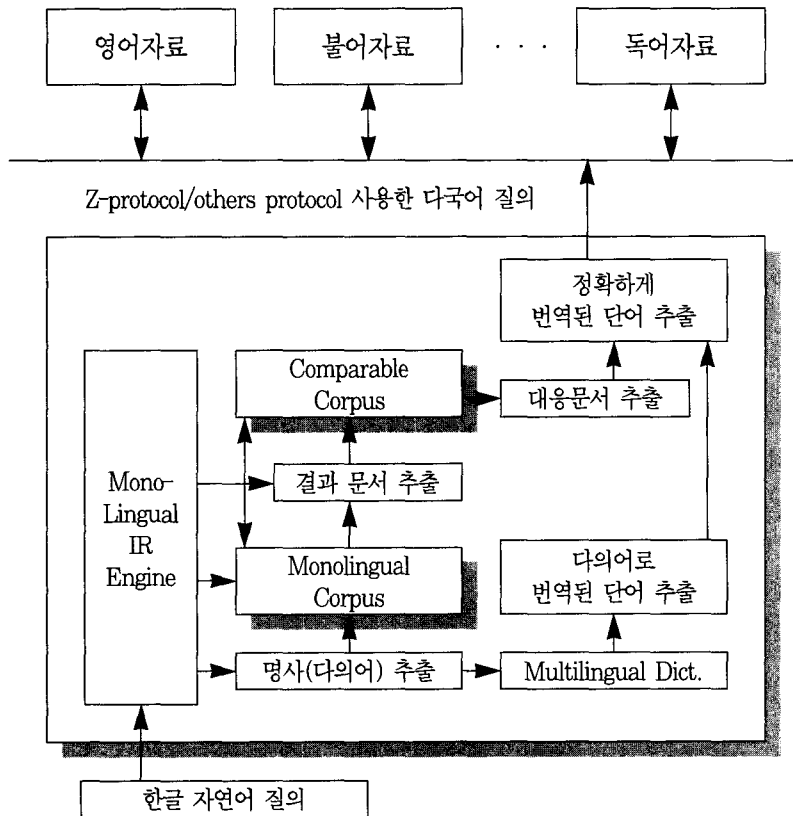 영어자료
불어자료
· · ·
독어자료
Z-protocol/others protocol 사용한 다국어 질의
정확하게
번역된 단어 추출
Comparable
Corpus
대응문서 추출
Mono-
Lingual
IR
Engine
결과 문서 추출
Monolingual
Corpus
다의어로
번역된 단어 추출
명사(다의어) 추출
Multilingual Dict.
한글 자연어 질의